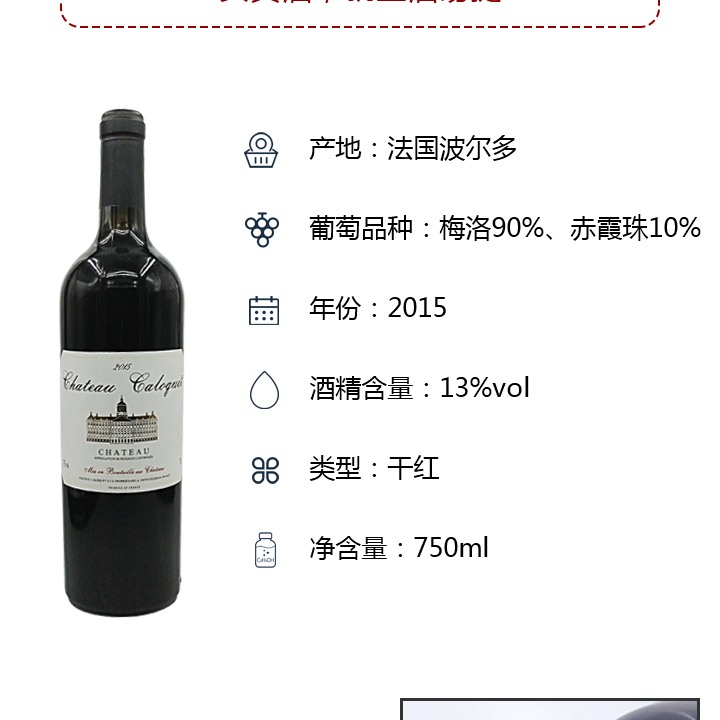 产地：法国波尔多
葡萄品种：梅洛90%、赤霞珠10%
年份：2015
酒精含量：13%vol
类型：干红
净含量：750ml
2015
Chateau Caloguet
CHATEAU
Mis en Bouteille au Château